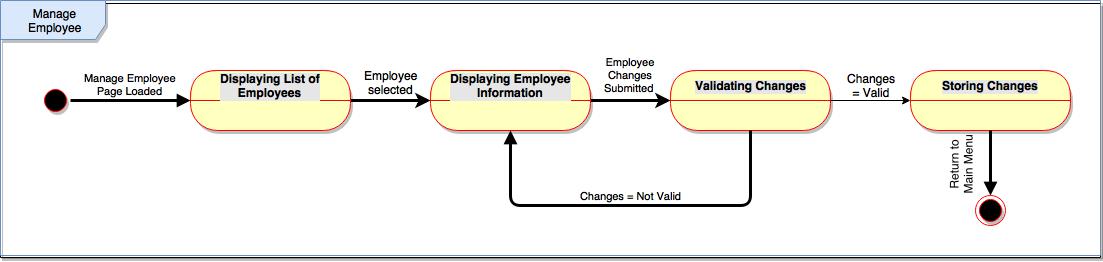 Manage
Employee
Manage Employee
Page Loaded
Displaying List of
Employees
Employee
selected
Displaying Employee
Information
Employee
Changes
Submitted
Validating Changes
Changes
= Valid
Storing Changes
Changes = Not Valid
Return to
Main Menu